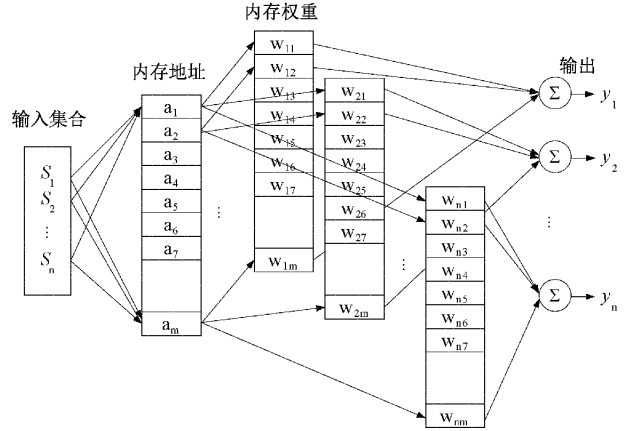 输入集合
S1
S2
⋮
Sn
内存地址
a1
a2
a3
a4
a5
a6
a7
am
⋮
内存权重
w11
w12
w13
w14
w15
w16
w17
w1m
w21
w22
w23
w24
w25
w26
w27
w2m
⋮
wn1
wn2
wn3
wn4
wn5
wn6
wn7
wnm
输出
Σ y1
Σ y2
⋮
Σ yn